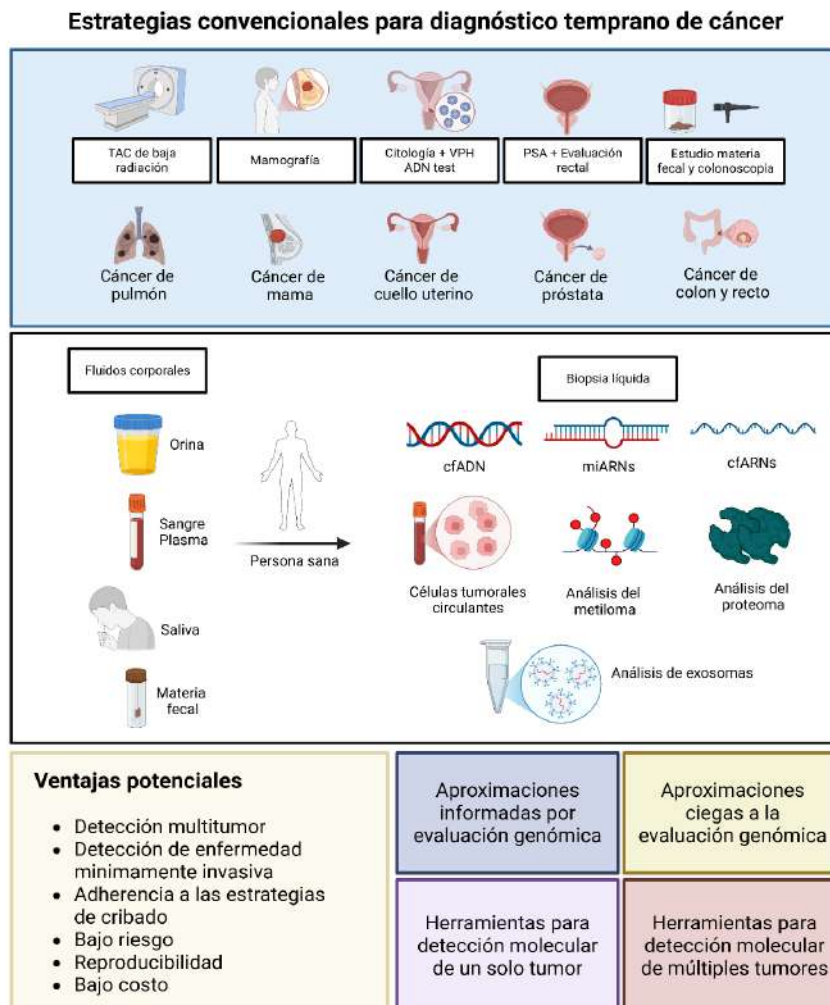 Estrategias convencionales para diagnóstico temprano de cáncer
TAC de baja
radiación
Mamografía
Citología + VPH
ADN test
PSA + Evaluación
rectal
Estudio materia
fecal y colonoscopia
Cáncer de
pulmón
Cáncer de
mama
Cáncer de
cuello uterino
Cáncer de
próstata
Cáncer de
colon y recto
Fluidos corporales
Orina
Sangre
Plasma
Saliva
Materia
fecal
Persona sana
Biopsia líquida
cfADN
miARNs
cfARNs
Células tumorales
circulantes
Análisis del
metiloma
Análisis del
proteoma
Análisis de exosomas
Ventajas potenciales
• Detección multitumor
• Detección de enfermedad
minimamente invasiva
• Adherencia a las estrategias
de cribado
• Bajo riesgo
• Reproducibilidad
• Bajo costo
Aproximaciones
informadas por
evaluación genómica
Aproximaciones
ciegas a la
evaluación genómica
Herramientas para
detección molecular
de un solo tumor
Herramientas para
detección molecular
de múltiples tumores